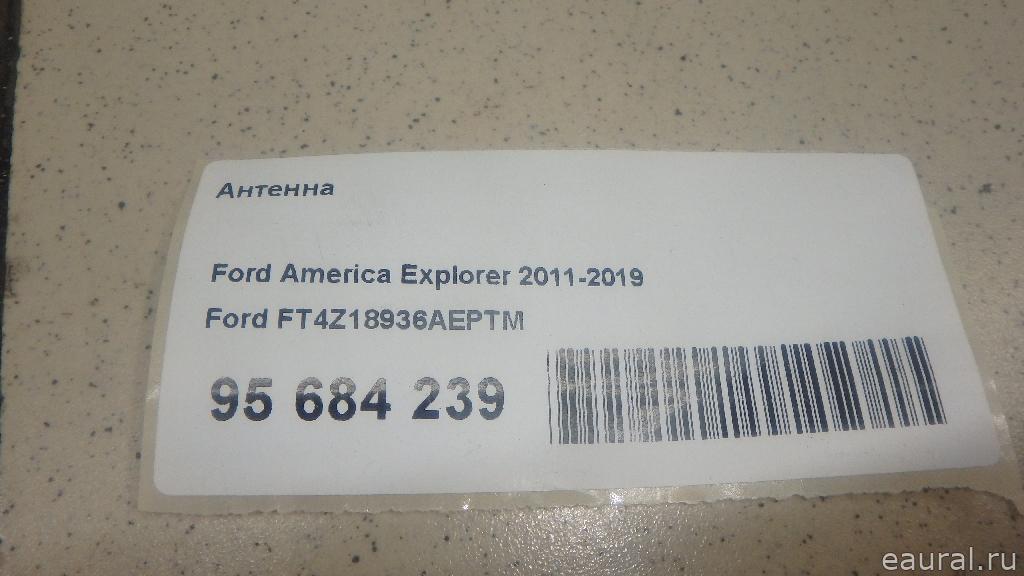 Антенна
Ford America Explorer 2011-2019
Ford FT4Z18936AEPTM
95 684 239
eaural.ru